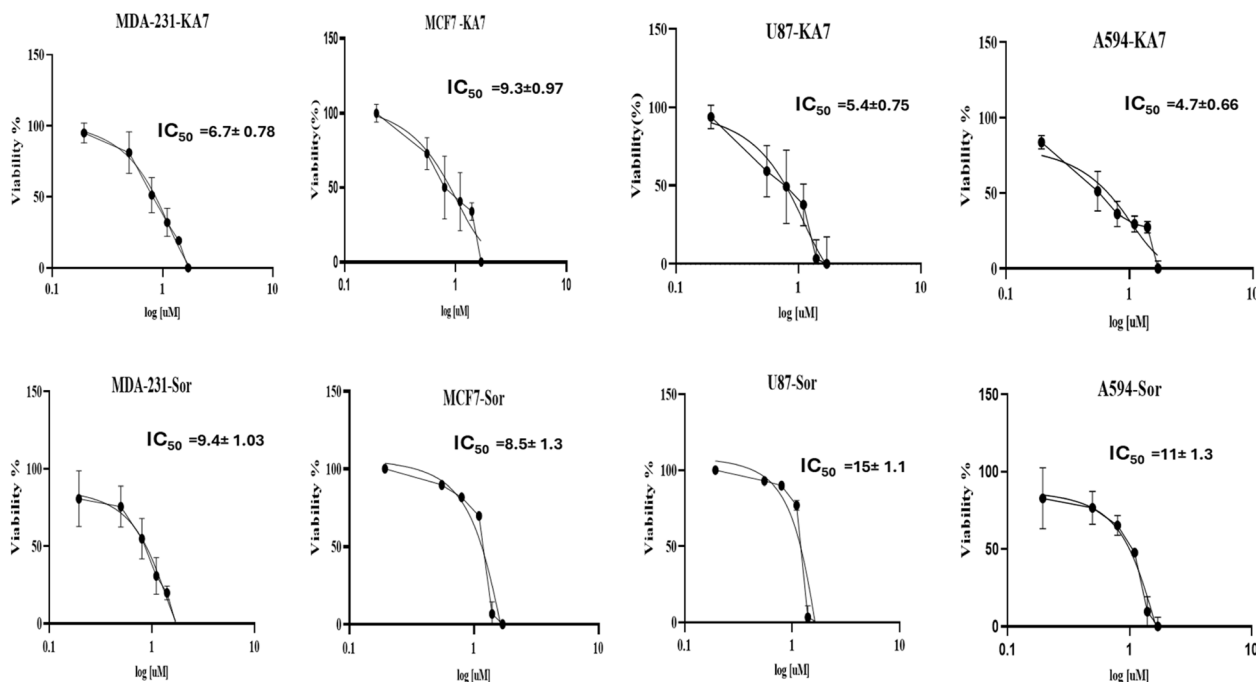 MDA-231-KA7
150
100
50
0
0.1
1
10
Viability %
log [uM]
IC50 =6.7± 0.78
MCF7 -KA7
150
100
50
0
0.1
1
10
Viability(%)
log [uM]
IC50 =9.3±0.97
U87-KA7
150
100
50
0
0.1
1
10
Viability(%)
log [uM]
IC50 =5.4±0.75
A594-KA7
150
100
50
0
0.1
1
10
Viability %
log [uM]
IC50 =4.7±0.66
MDA-231-Sor
150
100
50
0
0.1
1
10
Viability %
log [uM]
IC50 =9.4± 1.03
MCF7-Sor
150
100
50
0
0.1
1
10
Viability %
log [uM]
IC50 =8.5± 1.3
U87-Sor
150
100
50
0
0.1
1
10
Viability %
log [uM]
IC50 =15± 1.1
A594-Sor
150
100
50
0
0.1
1
10
Viability %
log [uM]
IC50 =11± 1.3